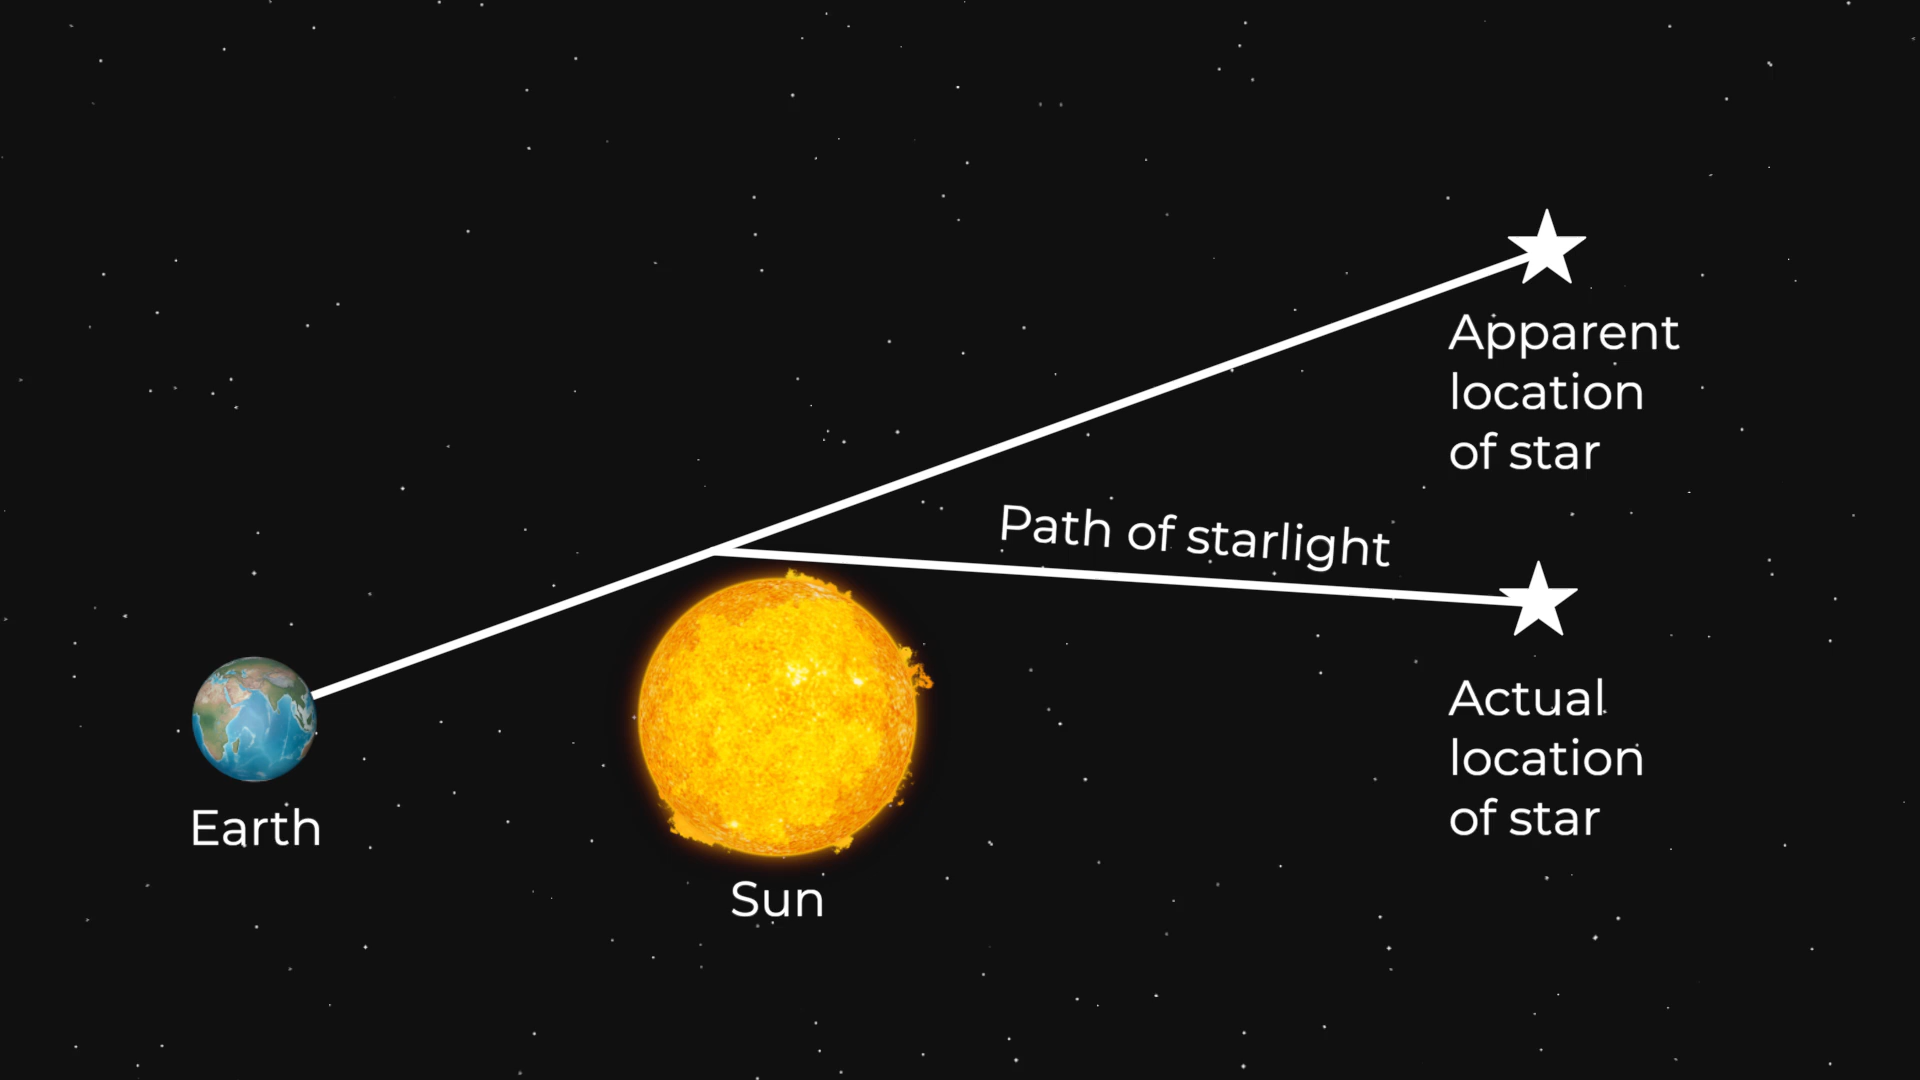 Apparent
location
of star
Path of starlight
Actual
location
of star
Earth
Sun